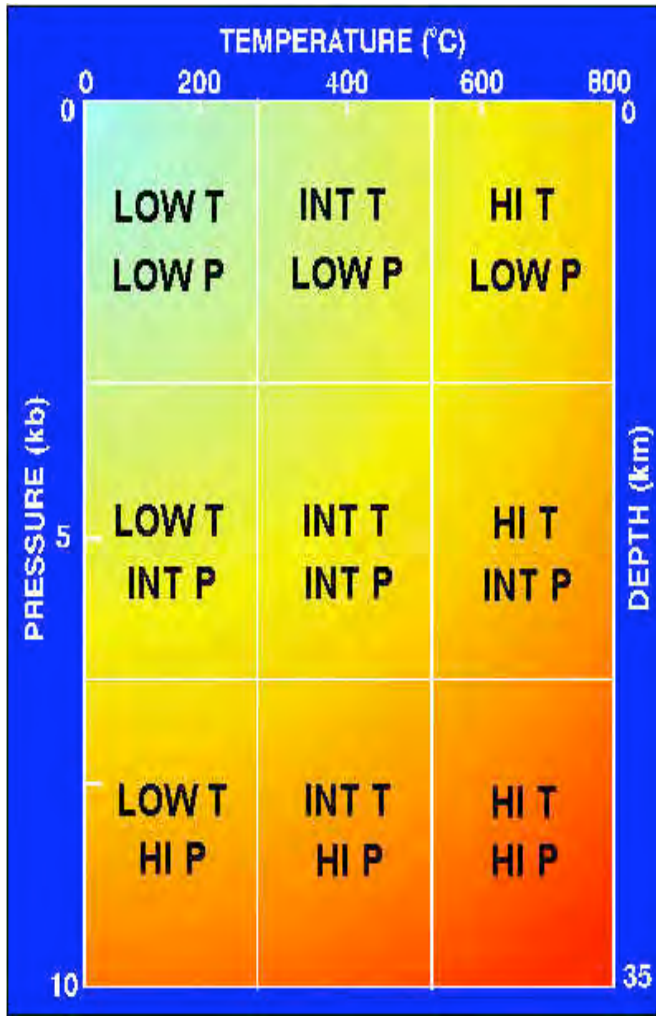 TEMPERATURE (°C)
0 200 400 600 800
0 0
LOW T INT T HI T
LOW P LOW P LOW P
PRESSURE (kb)
DEPTH (km)
5
LOW T INT T HI T
INT P INT P INT P
LOW T INT T HI T
HI P HI P HI P
10 35